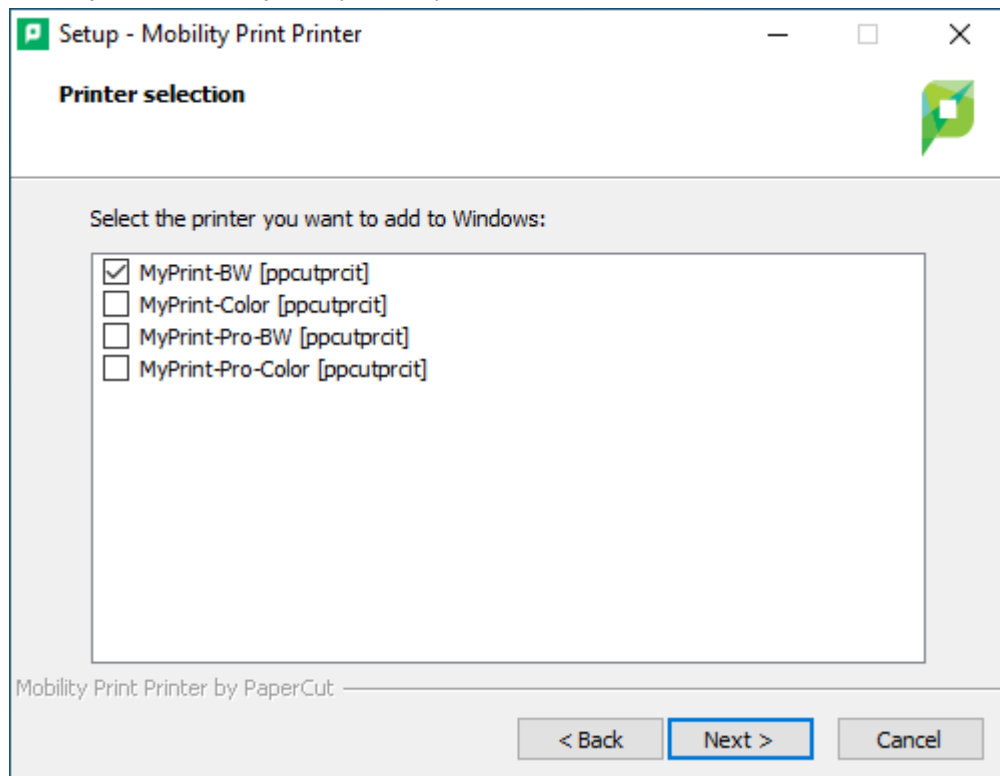 Setup - Mobility Print Printer
Printer selection
Select the printer you want to add to Windows:
MyPrint-BW [ppcutprcit]
MyPrint-Color [ppcutprcit]
MyPrint-Pro-BW [ppcutprcit]
MyPrint-Pro-Color [ppcutprcit]
Mobility Print Printer by PaperCut
< Back Next > Cancel